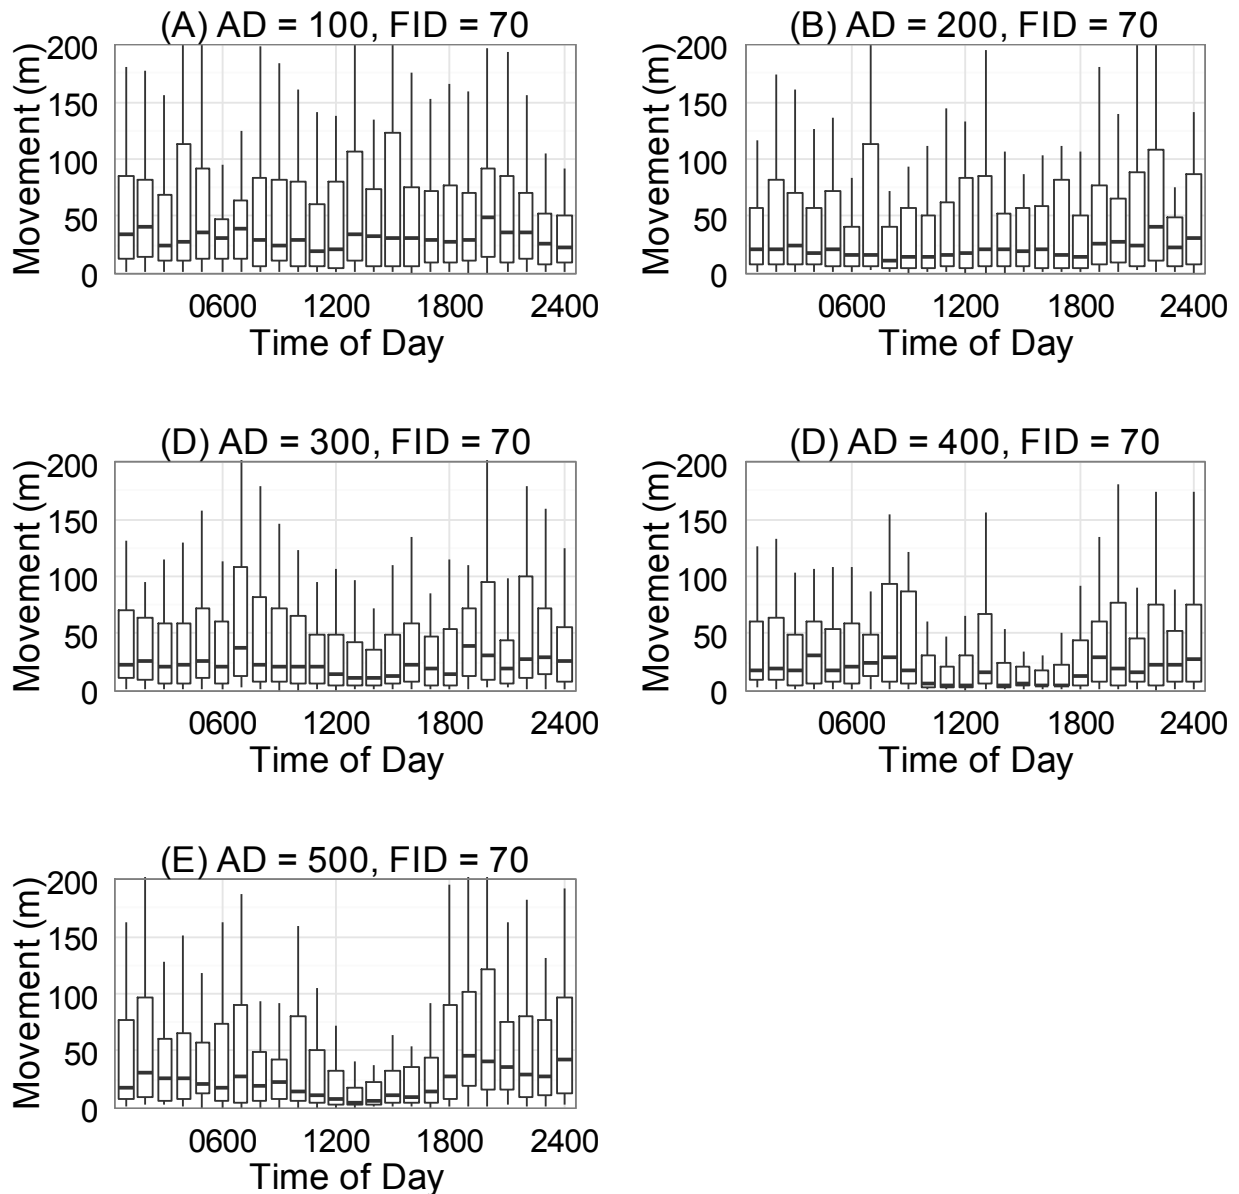 (A) AD = 100, FID = 70
Movement (m)
200
150
100
50
0
0600 1200 1800 2400
Time of Day
(B) AD = 200, FID = 70
Movement (m)
200
150
100
50
0
0600 1200 1800 2400
Time of Day
(D) AD = 300, FID = 70
Movement (m)
200
150
100
50
0
0600 1200 1800 2400
Time of Day
(D) AD = 400, FID = 70
Movement (m)
200
150
100
50
0
0600 1200 1800 2400
Time of Day
(E) AD = 500, FID = 70
Movement (m)
200
150
100
50
0
0600 1200 1800 2400
Time of Day